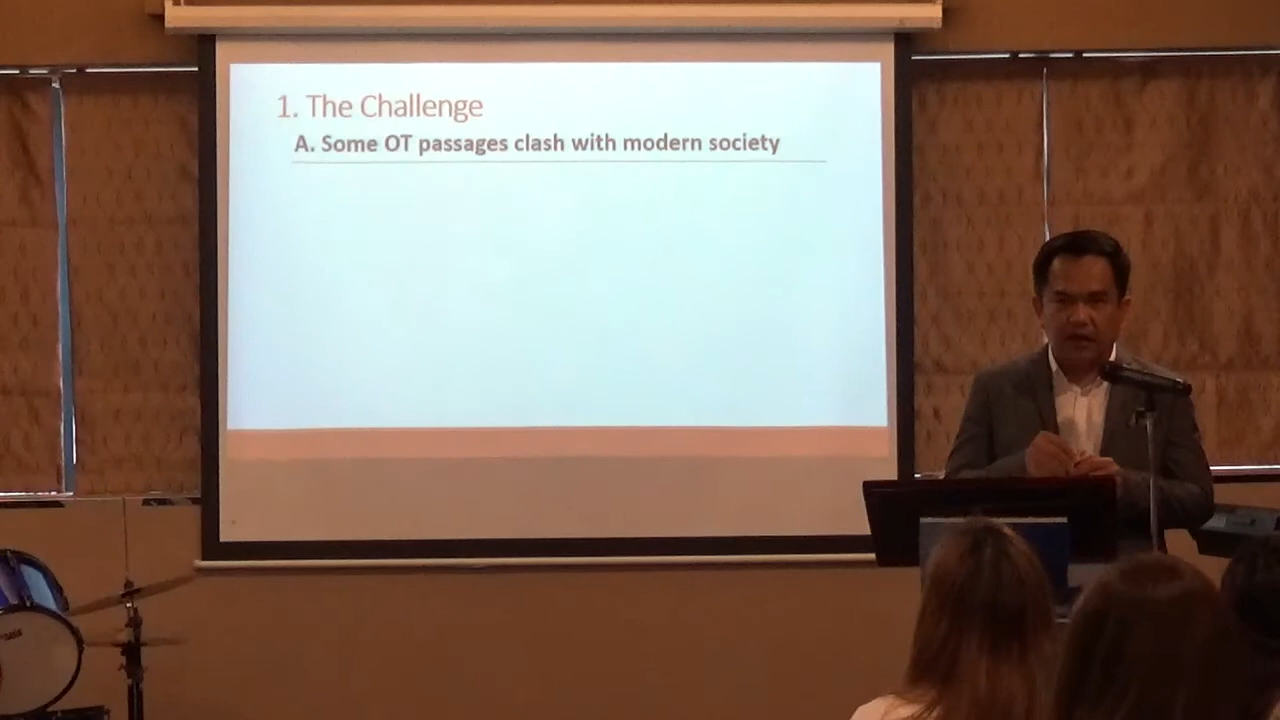 1. The Challenge
A. Some OT passages clash with modern society